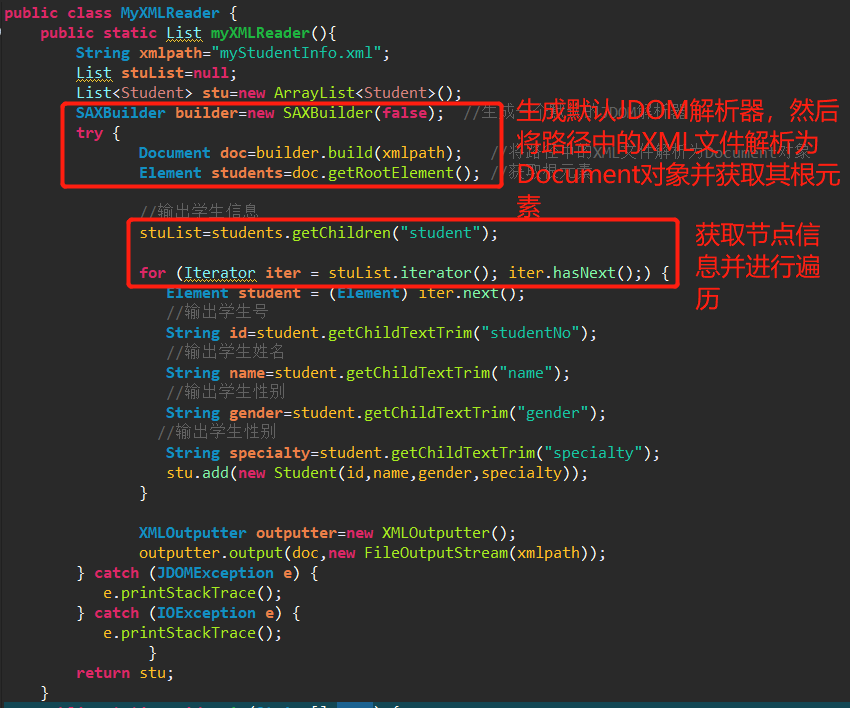 public class MyXMLReader {
public static List myXMLReader(){
String xmlpath="myStudentInfo.xml";
List stuList=null;
List<Student> stu=new ArrayList<Student>();
SAXBuilder builder=new SAXBuilder(false); //生成
try {
Document doc=builder.build(xmlpath); //将路径中的XML文件解析为Document对象
Element students=doc.getRootElement(); //获取根元素
生成默认JDOM解析器，然后
将路径中的XML文件解析为
Document对象并获取其根元
素
//输出学生信息
stuList=students.getChildren("student");
for (Iterator iter = stuList.iterator(); iter.hasNext();) {
获取节点信
息并进行遍
历
Element student = (Element) iter.next();
//输出学生号
String id=student.getChildTextTrim("studentNo");
//输出学生姓名
String name=student.getChildTextTrim("name");
//输出学生性别
String gender=student.getChildTextTrim("gender");
//输出学生性别
String specialty=student.getChildTextTrim("specialty");
stu.add(new Student(id,name,gender,specialty));
}
XMLOutputter outputter=new XMLOutputter();
outputter.output(doc,new FileOutputStream(xmlpath));
} catch (JDOMException e) {
e.printStackTrace();
} catch (IOException e) {
e.printStackTrace();
}
return stu;
}